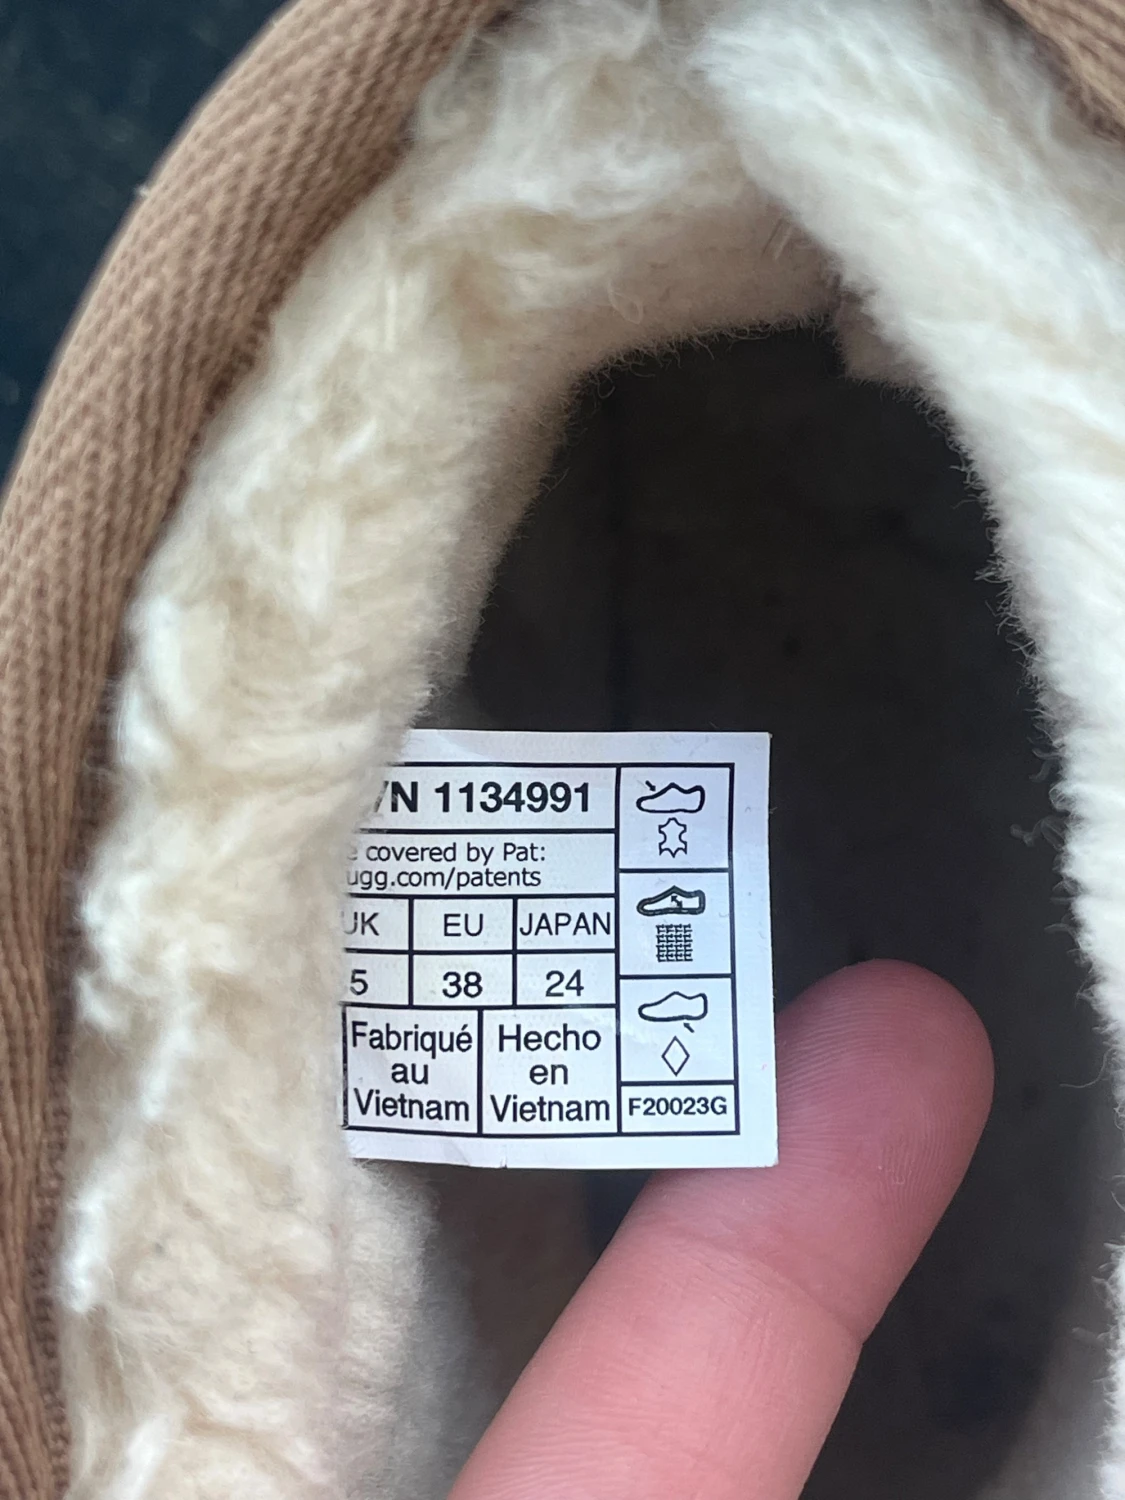 /N 1134991
covered by Pat:
ugg.com/patents
UK EU JAPAN
5 38 24
Fabriqué
au
Vietnam
Hecho
en
Vietnam
F20023G